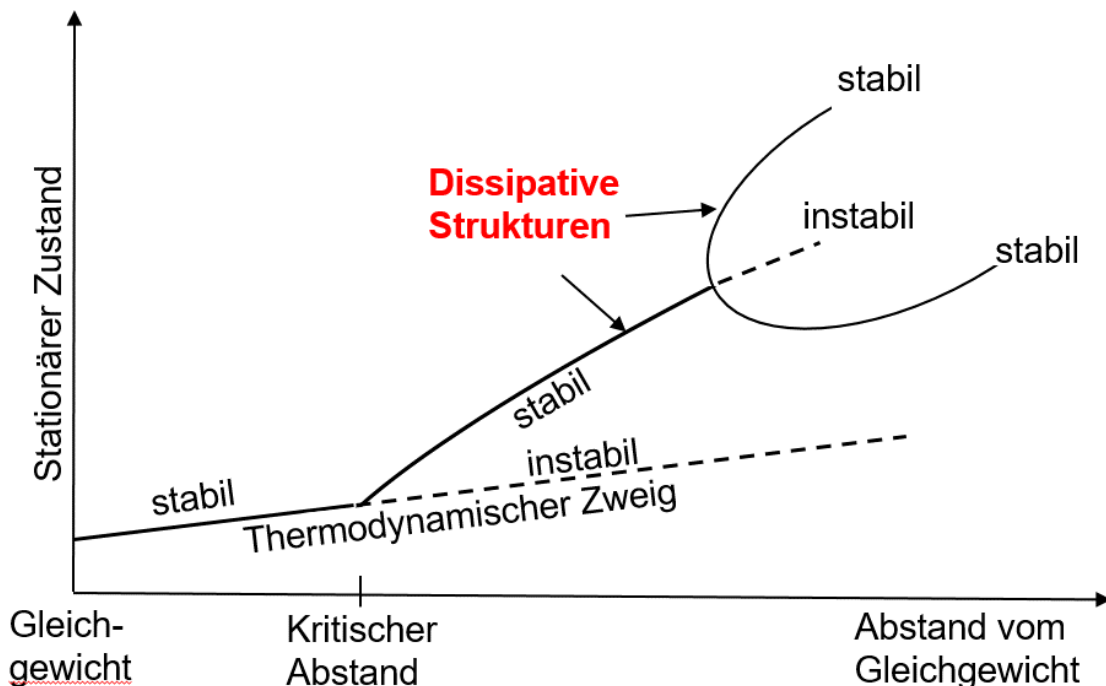 stabil
Dissipative
Strukturen
instabil
stabil
Stationärer Zustand
stabil
instabil
stabil
Thermodynamischer Zweig
Gleich-
gewicht
Kritischer
Abstand
Abstand vom
Gleichgewicht